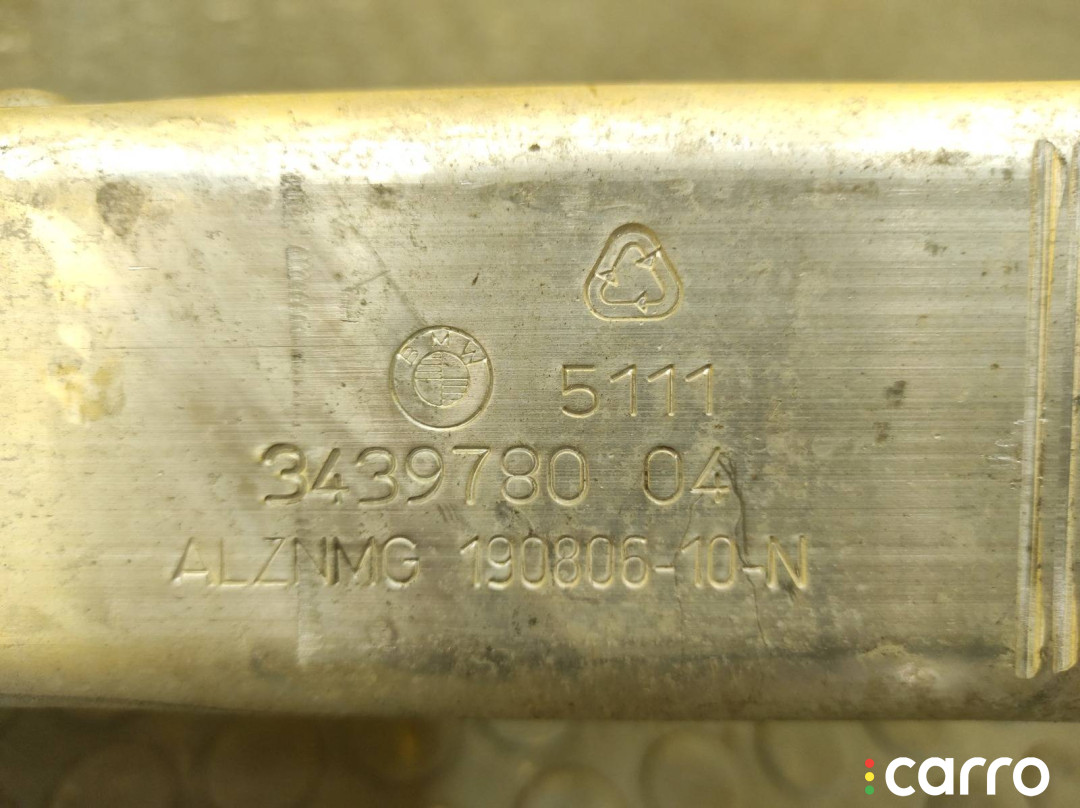 BMW
5111
3439780 04
ALZNMG 190806-10-N
carro